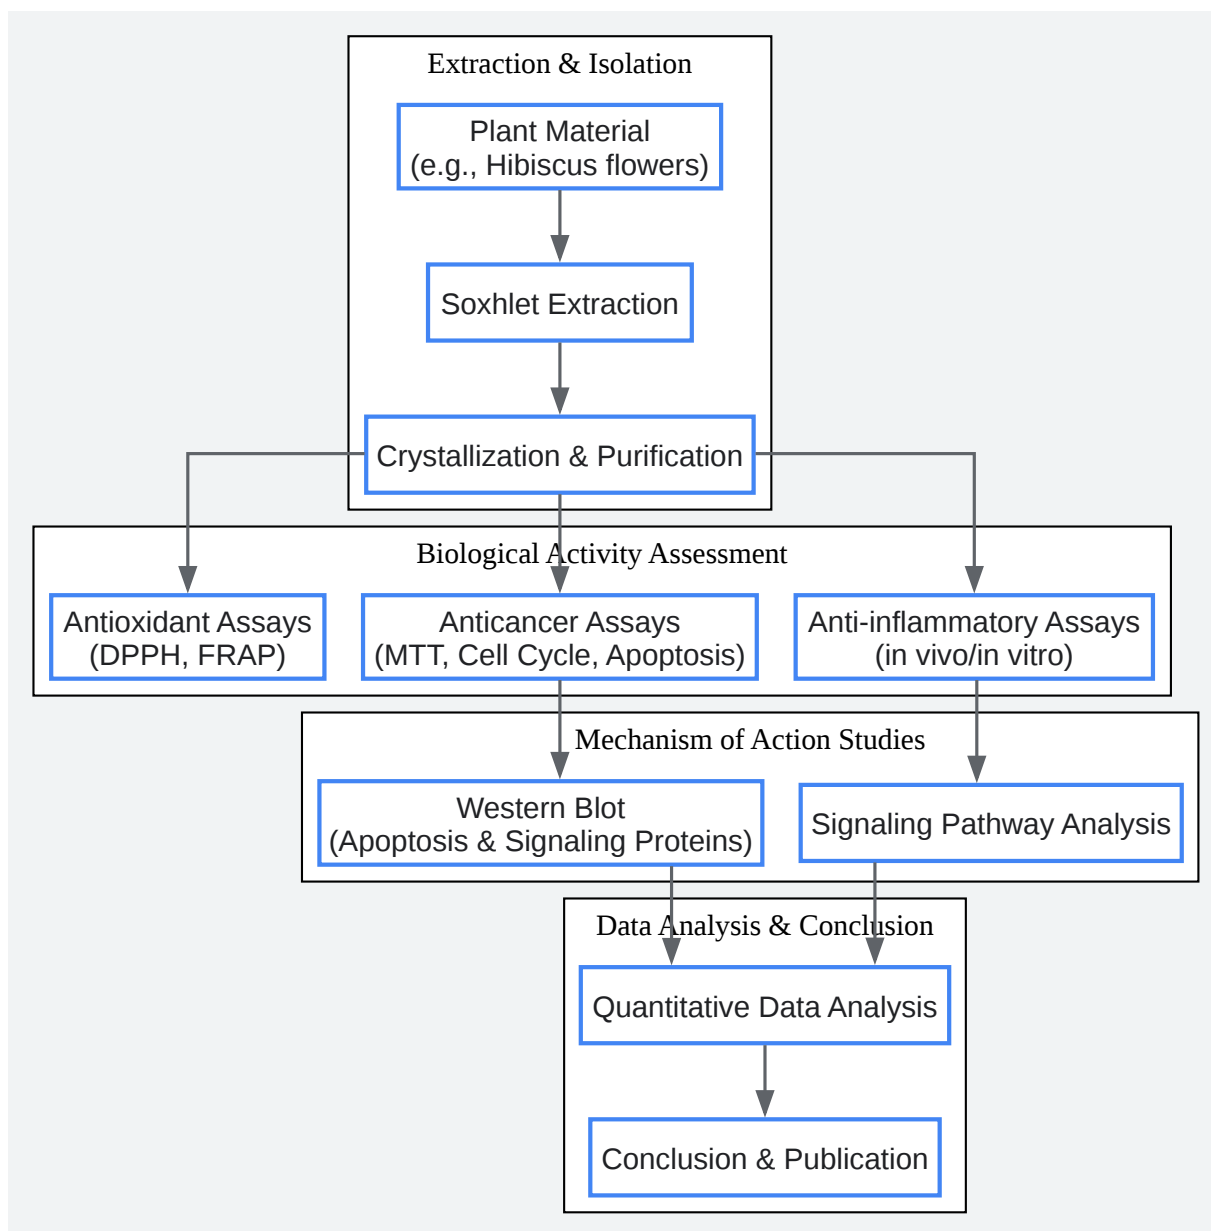 Extraction & Isolation
Plant Material
(e.g., Hibiscus flowers)
Soxhlet Extraction
Crystallization & Purification
Biological Activity Assessment
Antioxidant Assays
(DPPH, FRAP)
Anticancer Assays
(MTT, Cell Cycle, Apoptosis)
Anti-inflammatory Assays
(in vivo/in vitro)
Mechanism of Action Studies
Western Blot
(Apoptosis & Signaling Proteins)
Signaling Pathway Analysis
Data Analysis & Conclusion
Quantitative Data Analysis
Conclusion & Publication